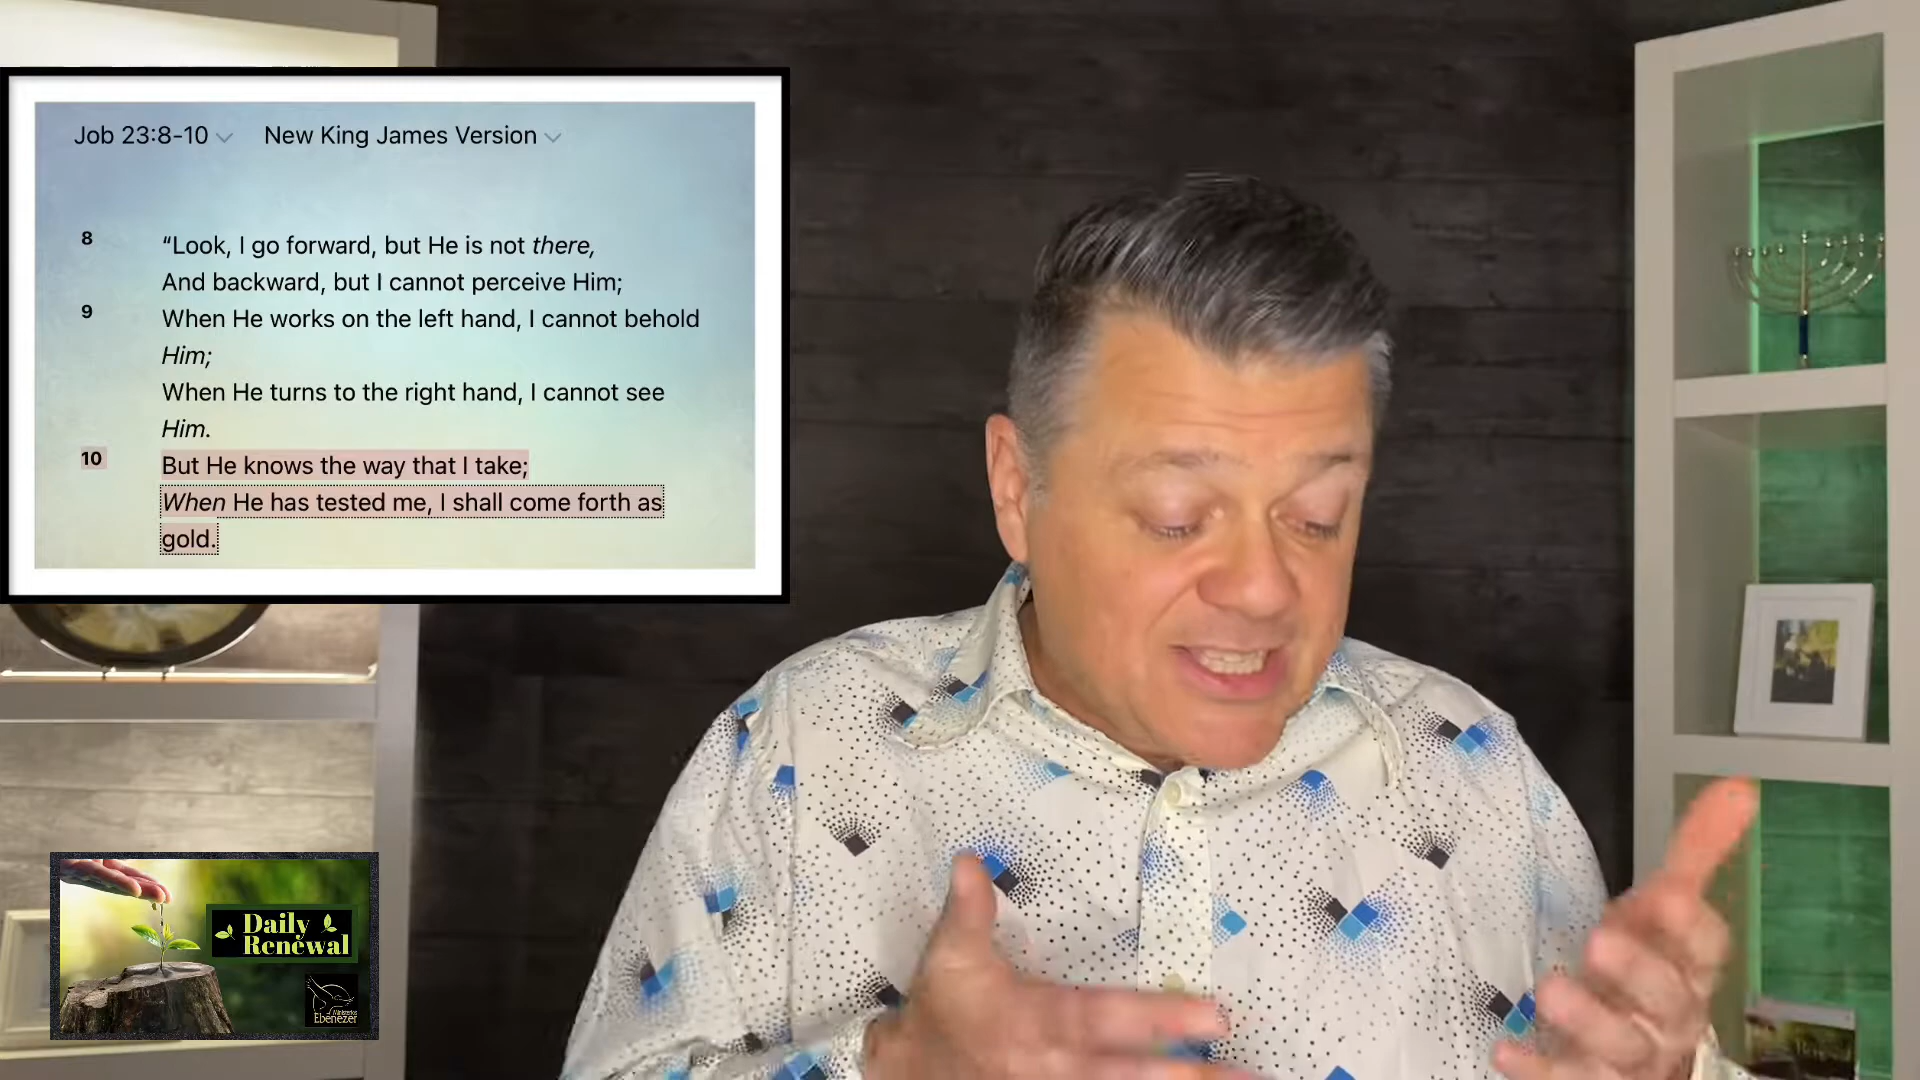 Job 23:8-10 New King James Version
8 “Look, I go forward, but He is not there,
And backward, but I cannot perceive Him;
9 When He works on the left hand, I cannot behold
Him;
When He turns to the right hand, I cannot see
Him.
10 But He knows the way that I take;
When He has tested me, I shall come forth as
gold.
Daily
Renewal
Ministerios
Ebenezer